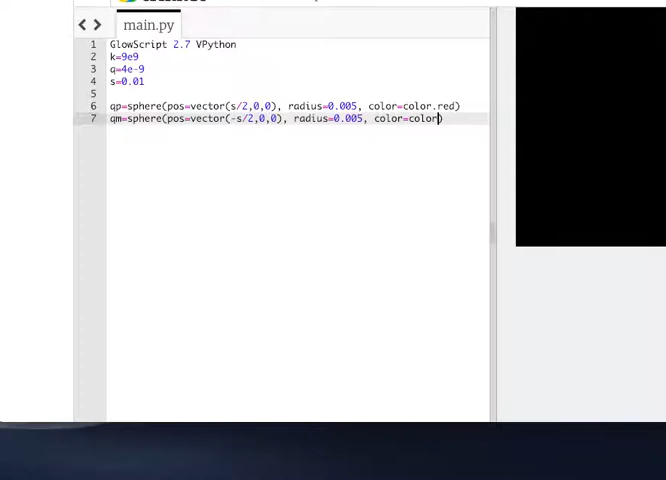 main.py
1 GlowScript 2.7 VPython
2 k=9e9
3 q=4e-9
4 s=0.01
5
6 qp=sphere(pos=vector(s/2,0,0), radius=0.005, color=color.red)
7 qm=sphere(pos=vector(-s/2,0,0), radius=0.005, color=color)